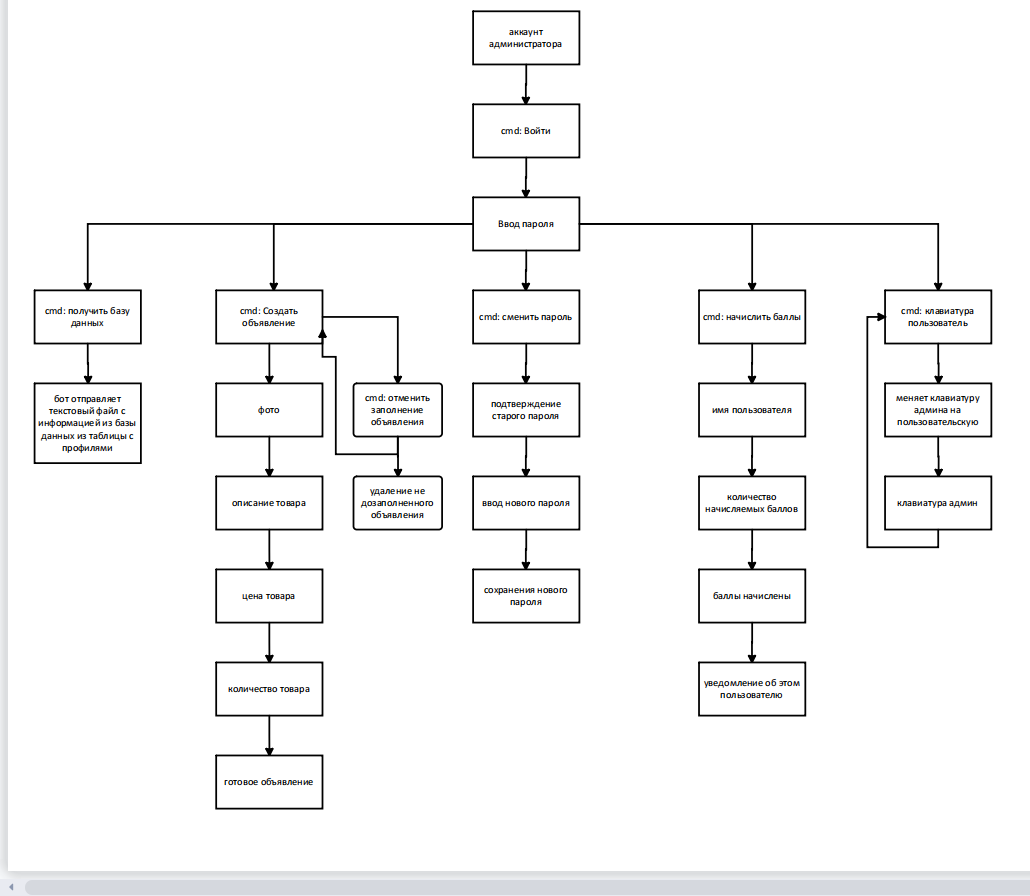 аккаунт
администратора
cmd: Войти
Ввод пароля
cmd: получить базу
данных
cmd: Создать
объявление
cmd: сменить пароль
cmd: начислить баллы
cmd: клавиатура
пользователь
бот отправляет
текстовый файл с
информацией из базы
данных из таблицы с
профилями
фото
cmd: отменить
заполнение
объявления
подтверждение
старого пароля
имя пользователя
меняет клавиатуру
админа на
пользовательскую
описание товара
удаление не
дозаполненного
объявления
ввод нового пароля
количество
начисляемых баллов
клавиатура админ
цена товара
сохранения нового
пароля
баллы начислены
количество товара
уведомление об этом
пользователю
готовое объявление